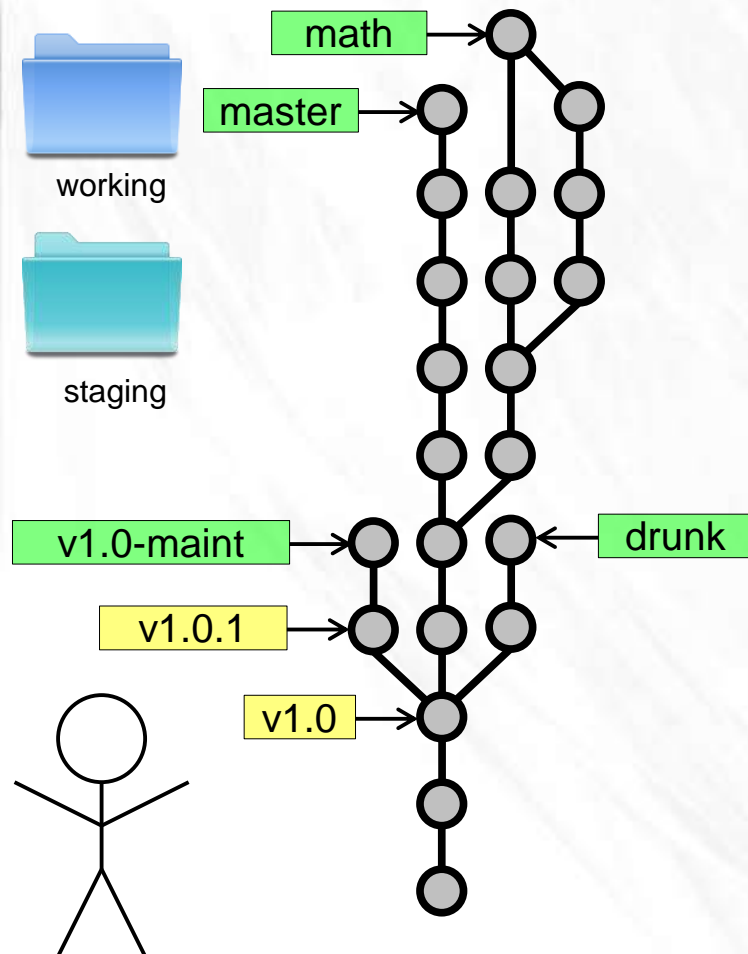 math
master
working
staging
v1.0-maint
drunk
v1.0.1
v1.0